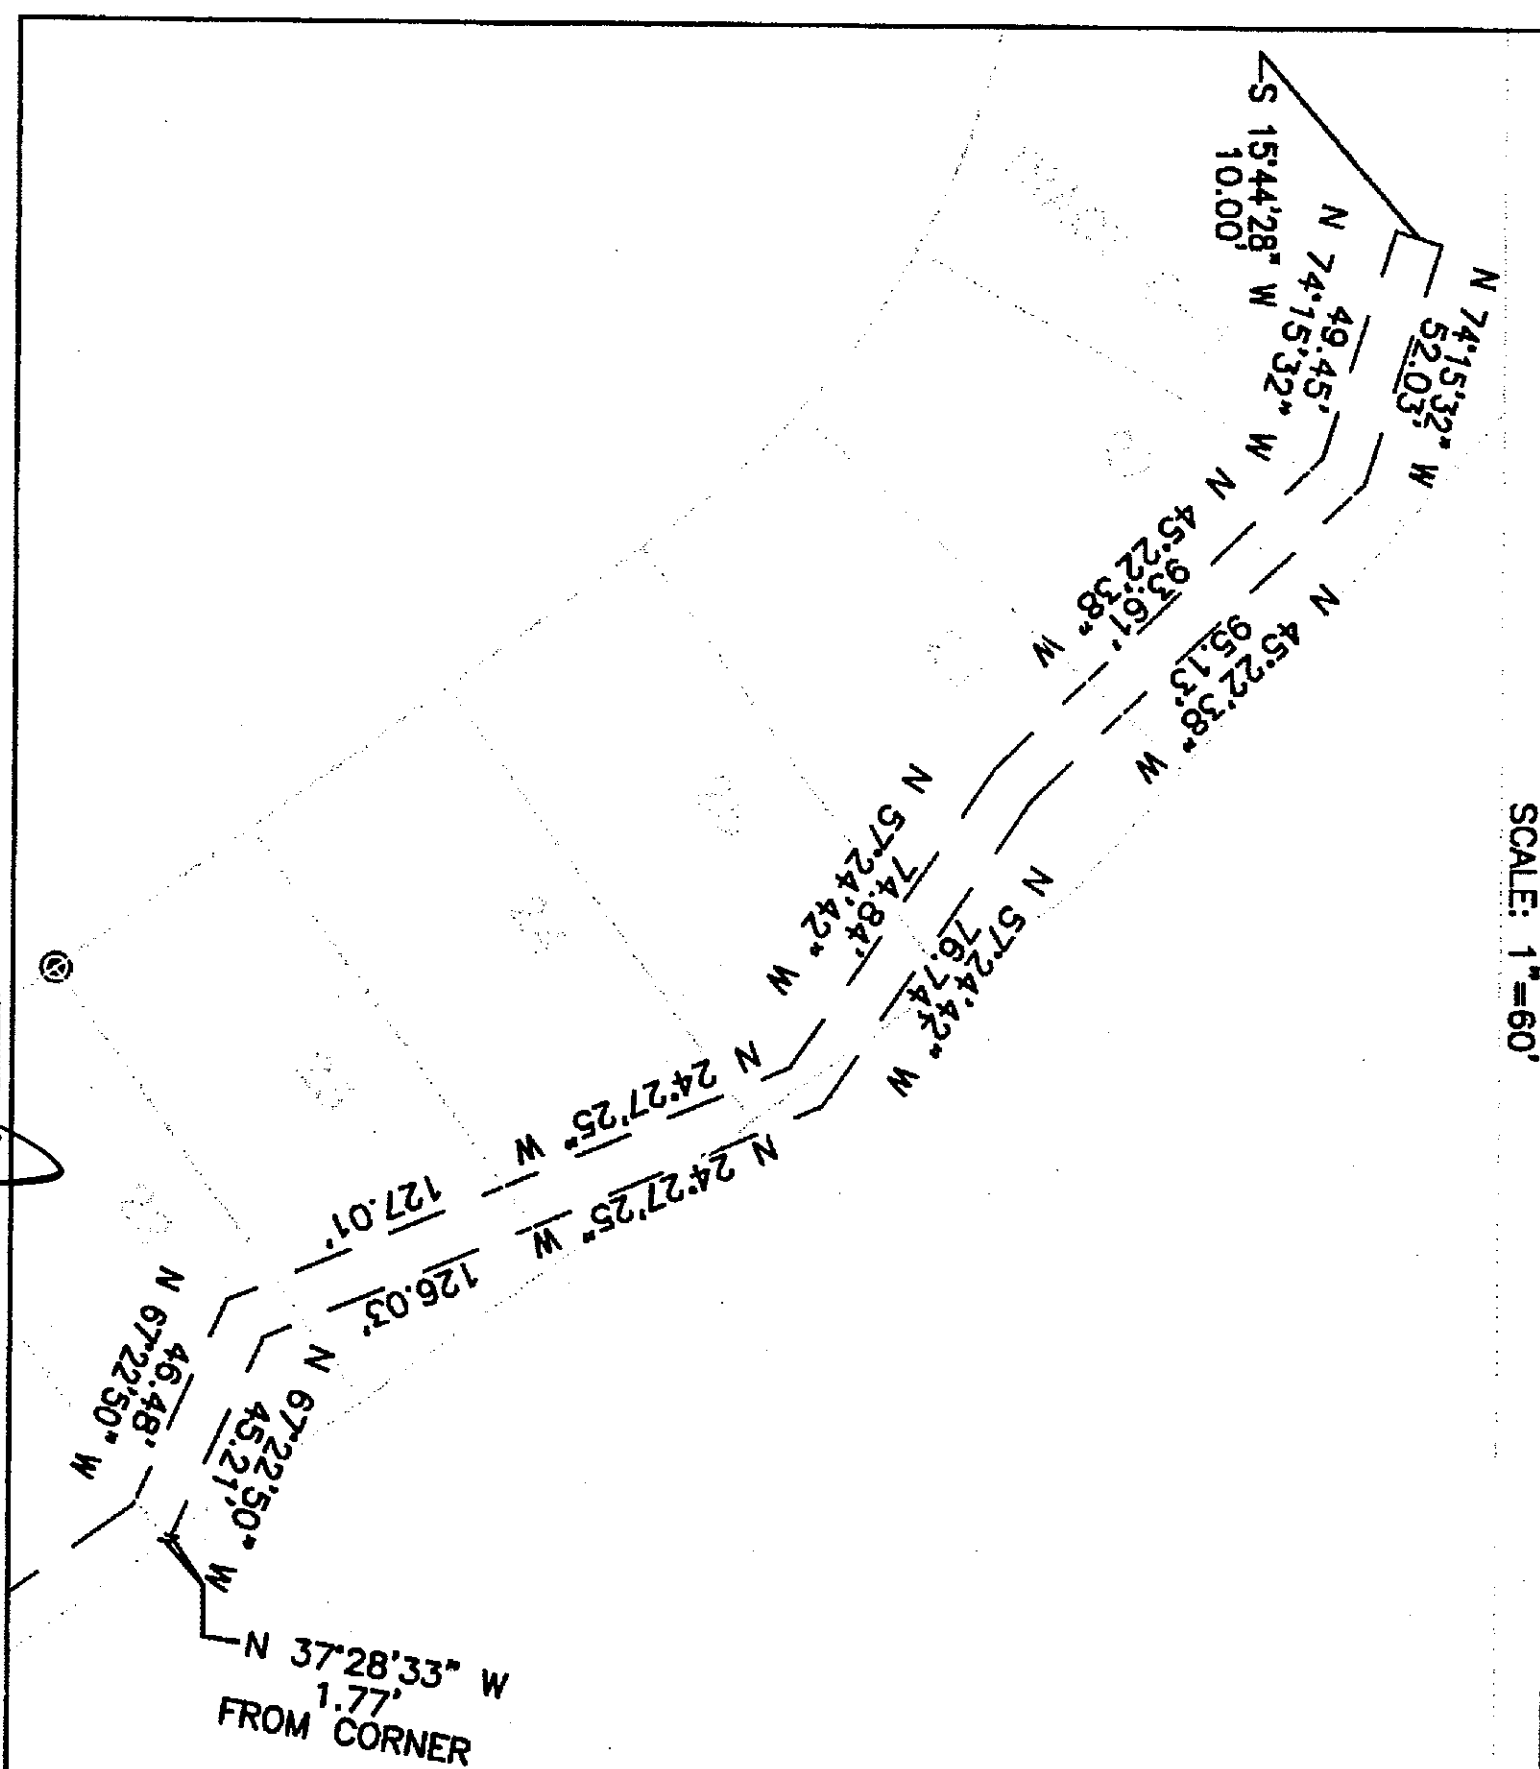 S 15°44'28" W
10.00'
N 74°15'32" W
49.45'
N 74°15'32" W
52.03'
N 45°22'38" W
93.61'
N 45°22'38" W
95.13'
SCALE: 1"=60'
N 57°24'42" W
74.84'
N 57°24'42" W
76.74'
N 24°27'25" W
127.01'
N 24°27'25" W
126.03'
N 67°22'50" W
46.48'
N 67°22'50" W
45.21'
N 37°28'33" W
1.77'
FROM CORNER